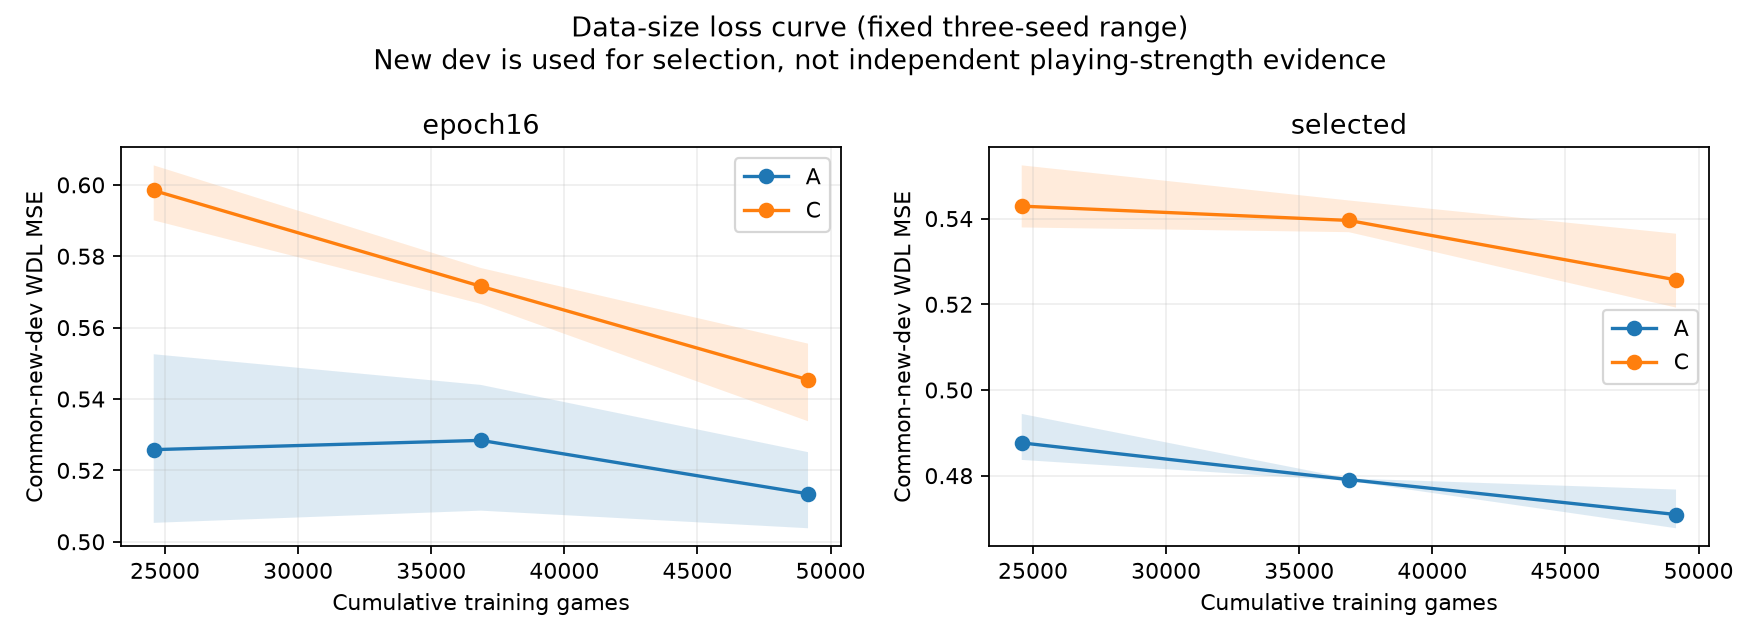 Data-size loss curve (fixed three-seed range)
New dev is used for selection, not independent playing-strength evidence
epoch16
Common-new-dev WDL MSE
0.60
0.58
0.56
0.54
0.52
0.50
A
C
25000 30000 35000 40000 45000 50000
Cumulative training games
selected
Common-new-dev WDL MSE
0.54
0.52
0.50
0.48
A
C
25000 30000 35000 40000 45000 50000
Cumulative training games